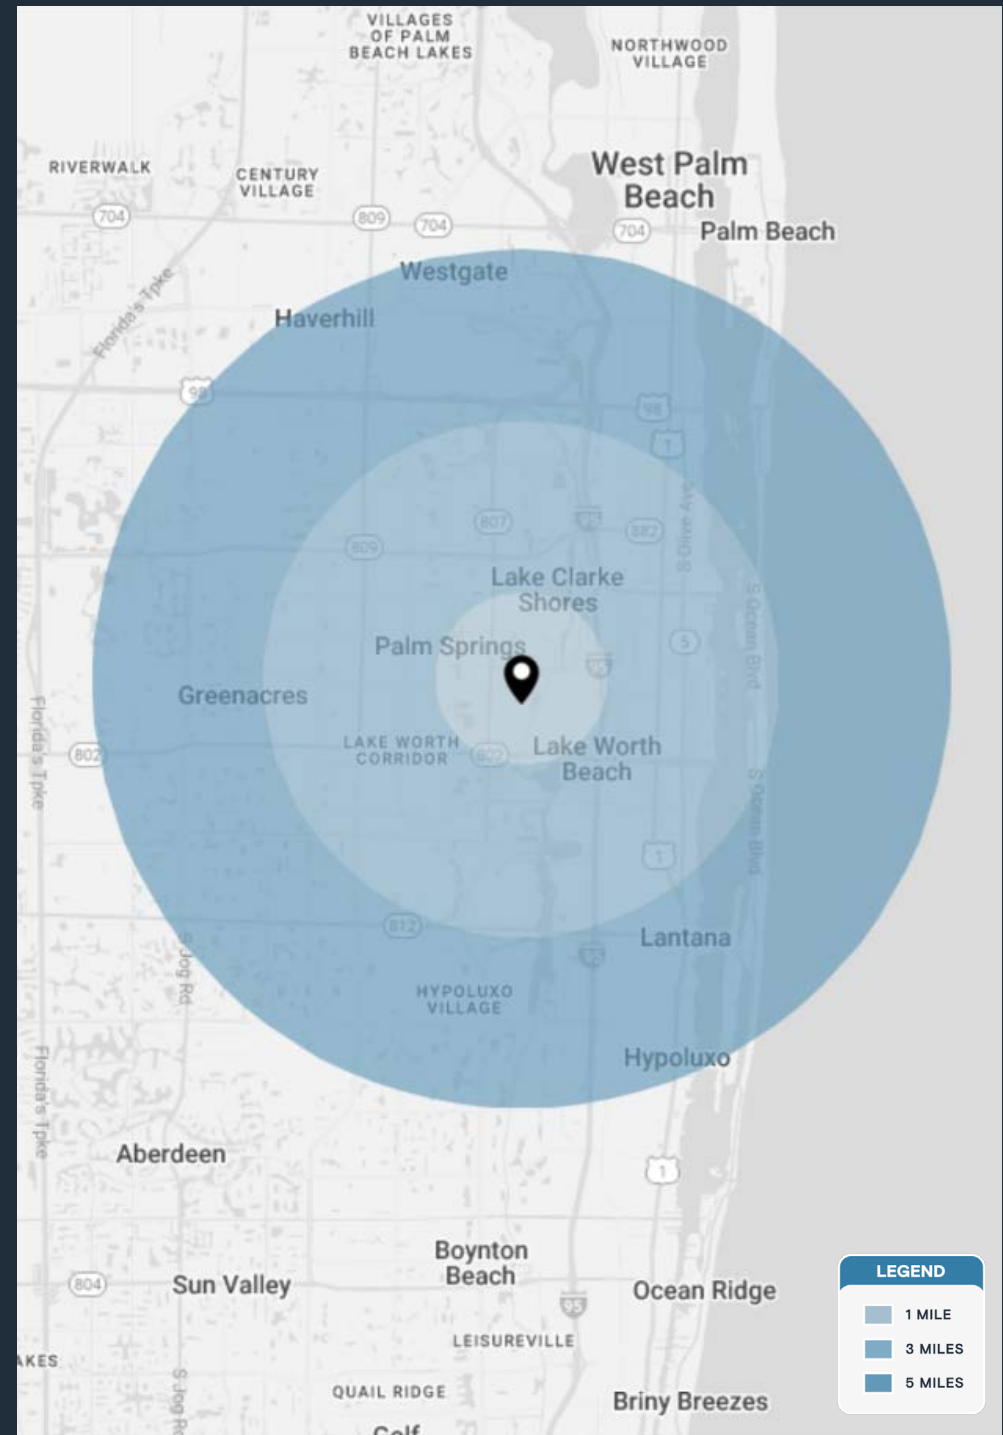 VILLAGES
OF PALM
BEACH LAKES
NORTHWOOD
VILLAGE
West Palm
Beach
RIVERWALK
CENTURY
VILLAGE
704
809
704
704
Palm Beach
Westgate
Florida's Tpke
Haverhill
98
98
1
807
S Olive Ave
882
809
Lake Clarke
Shores
S Ocean Blvd
Palm Springs
5
95
Greenacres
Florida's Tpke
LAKE WORTH
CORRIDOR
802
802
Lake Worth
Beach
S Ocean Blvd
1
812
Lantana
95
S Jog Rd
HYPOLUXO
VILLAGE
Hypoluxo
Florida's Tpke
Aberdeen
1
Boynton
Beach
804
Sun Valley
Ocean Ridge
95
LEISUREVILLE
AKES
QUAIL RIDGE
S Jog Rd
Briny Breezes
Golf
LEGEND
1 MILE
3 MILES
5 MILES